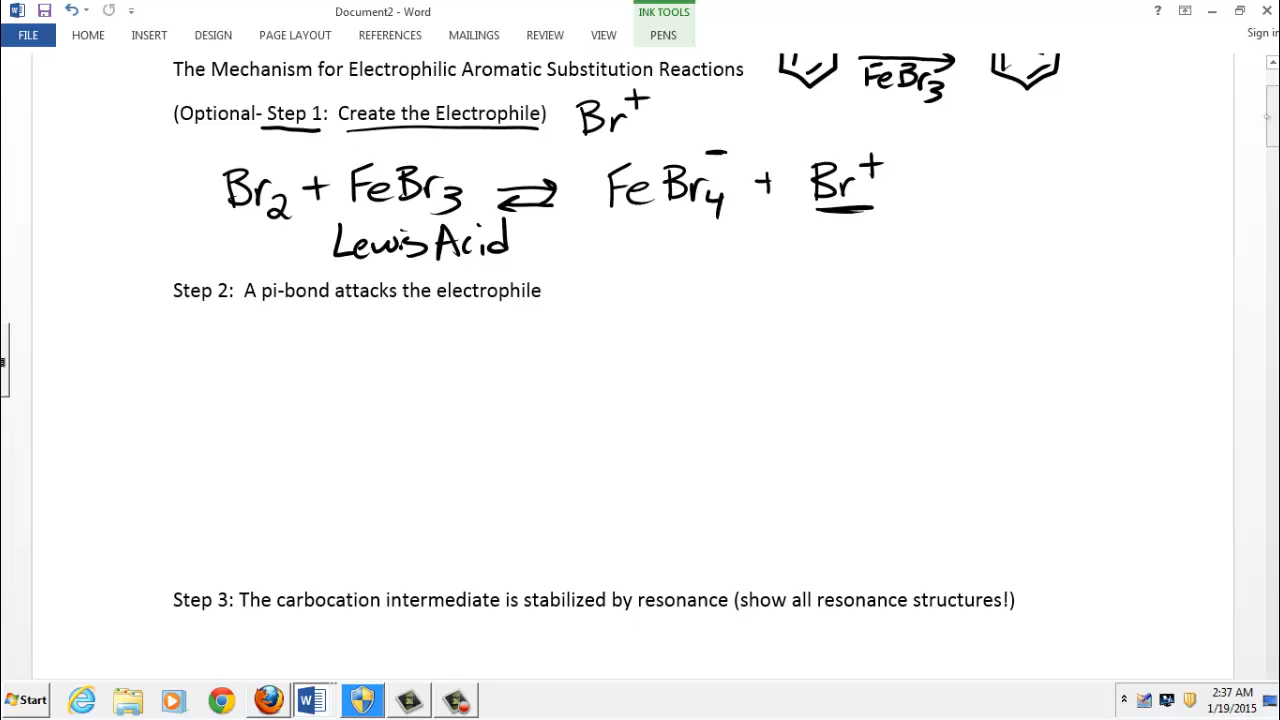 Document2 - Word
INK TOOLS
FILE HOME INSERT DESIGN PAGE LAYOUT REFERENCES MAILINGS REVIEW VIEW PENS
Sign in
The Mechanism for Electrophilic Aromatic Substitution Reactions
FeBr3
(Optional- Step 1: Create the Electrophile) Br+
Br2 + FeBr3 ⇌ FeBr4- + Br+
Lewis Acid
Step 2: A pi-bond attacks the electrophile
Step 3: The carbocation intermediate is stabilized by resonance (show all resonance structures!)
Start
2:37 AM
1/19/2015